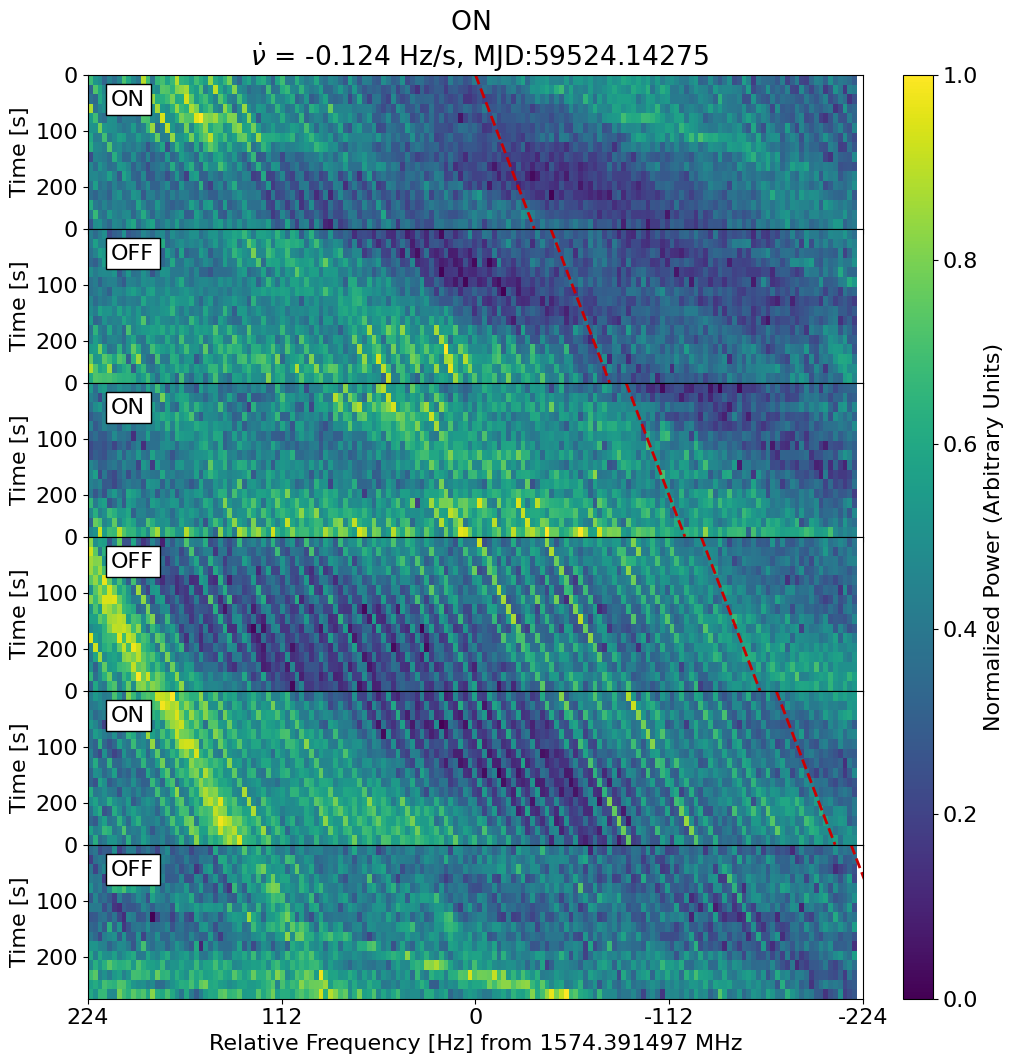 ON
ν̇ = -0.124 Hz/s, MJD:59524.14275
0
ON
100
Time [s]
200
0
OFF
100
Time [s]
200
0
ON
100
Time [s]
200
0
OFF
100
Time [s]
200
0
ON
100
Time [s]
200
0
OFF
100
Time [s]
200
224 112 0 -112 -224
Relative Frequency [Hz] from 1574.391497 MHz
1.0
0.8
0.6
0.4
0.2
0.0
Normalized Power (Arbitrary Units)